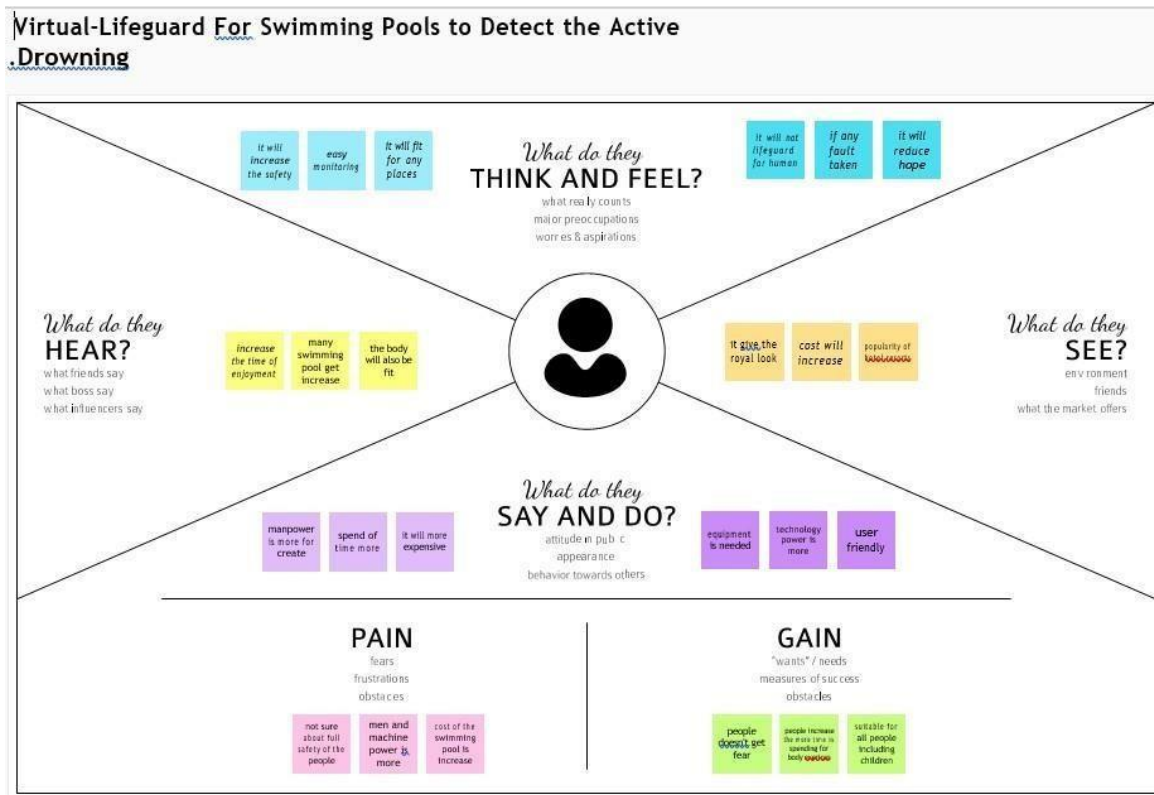 Virtual-Lifeguard For Swimming Pools to Detect the Active
.Drowning
it will
increase
the safety
easy
monitoring
it will fit
for any
places
What do they
THINK AND FEEL?
what really counts
major preoccupations
worries & aspirations
it will not
lifeguard
for human
if any
fault
taken
it will
reduce
hope
What do they
HEAR?
what friends say
what boss say
what influencers say
increase
the time of
enjoyment
many
swimming
pool get
increase
the body
will also be
fit
it give the
royal look
cost will
increase
popularity of
What do they
SEE?
environment
friends
what the market offers
manpower
is more for
create
spend of
time more
it will more
expensive
What do they
SAY AND DO?
attitude in public
appearance
behavior towards others
equipment
is needed
technology
power is
more
user
friendly
PAIN
fears
frustrations
obstaces
not sure
about full
safety of the
people
men and
machine
power is
more
cost of the
swimming
pool is
increase
GAIN
"wants" / needs
measures of success
obstacles
people
doesn't get
fear
people increase
the more time is
spending for
body
suitable for
all people
including
children